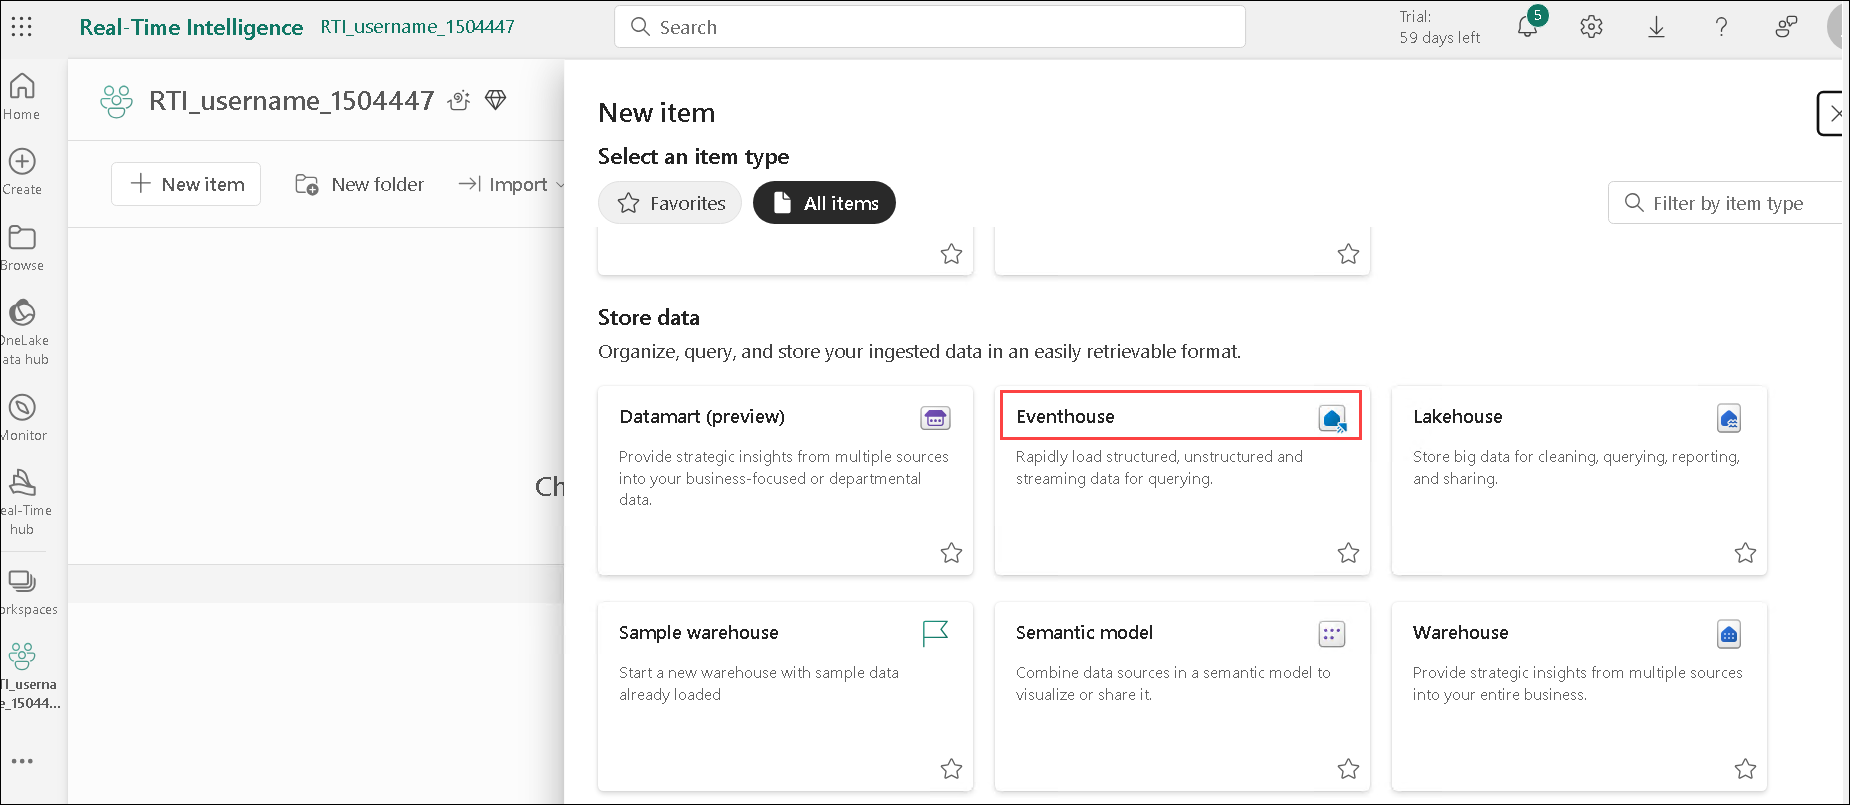 Real-Time Intelligence RTI_username_1504447
Search
Trial:
59 days left
5
Home
Create
Browse
OneLake
data hub
Monitor
Real-Time
hub
Workspaces
RTI_userna
me_15044...
RTI_username_1504447
New item
New folder
Import
Ch
New item
Select an item type
Favorites
All items
Filter by item type
Store data
Organize, query, and store your ingested data in an easily retrievable format.
Datamart (preview)
Provide strategic insights from multiple sources
into your business-focused or departmental
data.
Eventhouse
Rapidly load structured, unstructured and
streaming data for querying.
Lakehouse
Store big data for cleaning, querying, reporting,
and sharing.
Sample warehouse
Start a new warehouse with sample data
already loaded
Semantic model
Combine data sources in a semantic model to
visualize or share it.
Warehouse
Provide strategic insights from multiple sources
into your entire business.